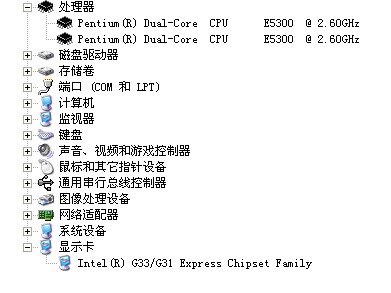 处理器
Pentium(R) Dual-Core CPU E5300 @ 2.60GHz
Pentium(R) Dual-Core CPU E5300 @ 2.60GHz
磁盘驱动器
存储卷
端口 (COM 和 LPT)
计算机
监视器
键盘
声音、视频和游戏控制器
鼠标和其它指针设备
通用串行总线控制器
图像处理设备
网络适配器
系统设备
显示卡
Intel(R) G33/G31 Express Chipset Family